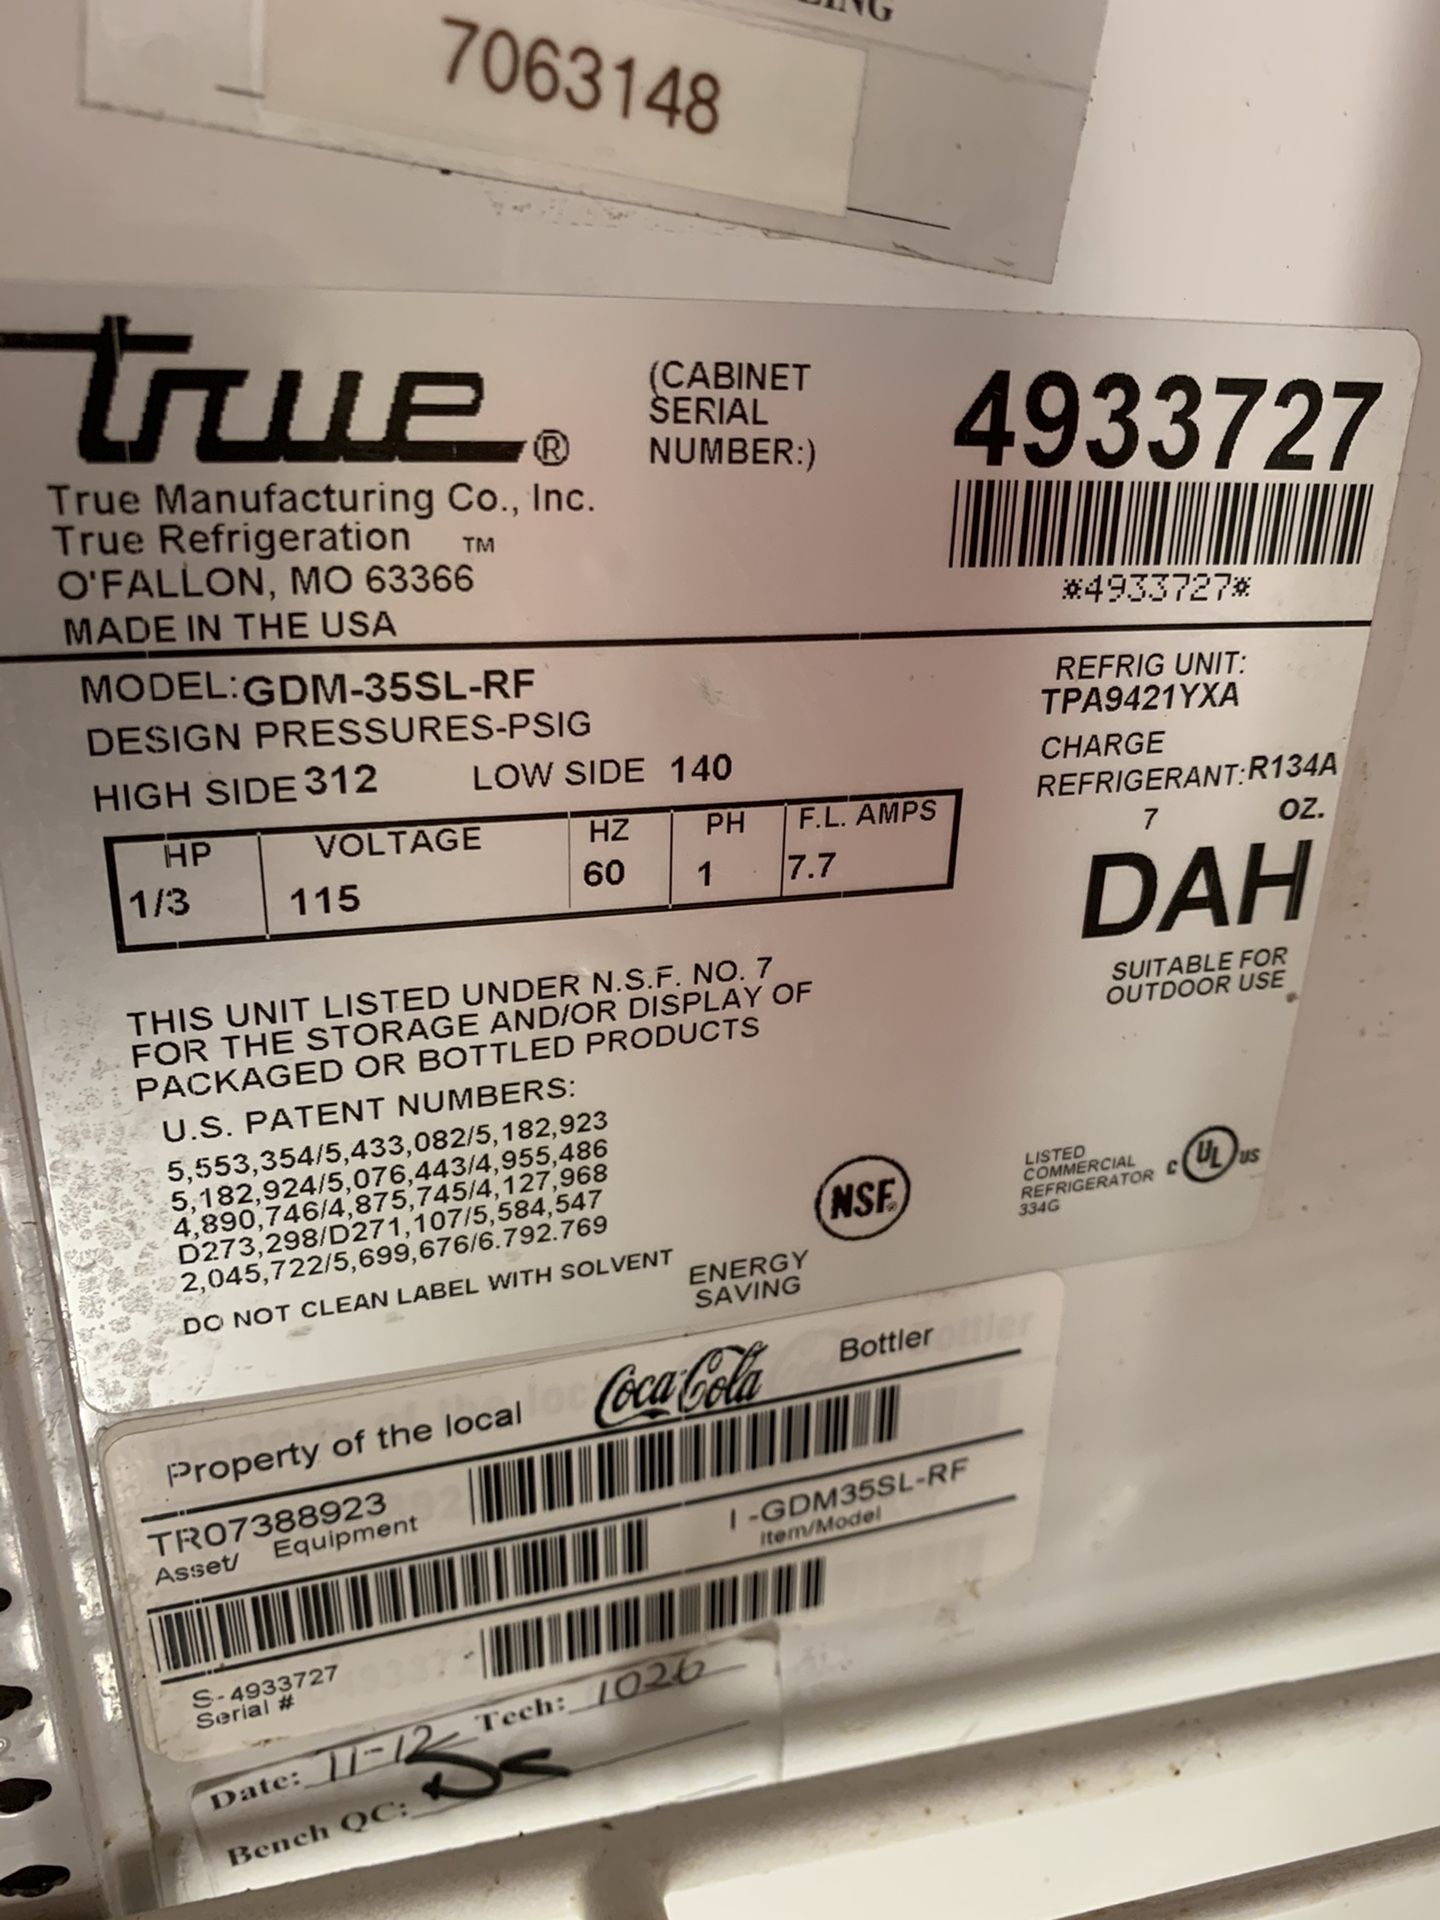 7063148
true®
(CABINET
SERIAL
NUMBER:)
4933727
*4933727*
True Manufacturing Co., Inc.
True Refrigeration ™
O'FALLON, MO 63366
MADE IN THE USA
MODEL:GDM-35SL-RF
DESIGN PRESSURES-PSIG
HIGH SIDE 312 LOW SIDE 140
REFRIG UNIT:
TPA9421YXA
CHARGE
REFRIGERANT:R134A
7 OZ.
HP VOLTAGE HZ PH F.L. AMPS
1/3 115 60 1 7.7
DAH
SUITABLE FOR
OUTDOOR USE
THIS UNIT LISTED UNDER N.S.F. NO. 7
FOR THE STORAGE AND/OR DISPLAY OF
PACKAGED OR BOTTLED PRODUCTS
U.S. PATENT NUMBERS:
5,553,354/5,433,082/5,182,923
5,182,924/5,076,443/4,955,486
4,890,746/4,875,745/4,127,968
D273,298/D271,107/5,584,547
2,045,722/5,699,676/6.792.769
DO NOT CLEAN LABEL WITH SOLVENT
ENERGY
SAVING
NSF®
LISTED
COMMERCIAL
REFRIGERATOR
334G
C UL US
Property of the local Coca-Cola Bottler
TR07388923
Asset/ Equipment
I-GDM35SL-RF
Item/Model
S-4933727
Serial #
Date: 11-12 Tech: 1026
Bench QC: